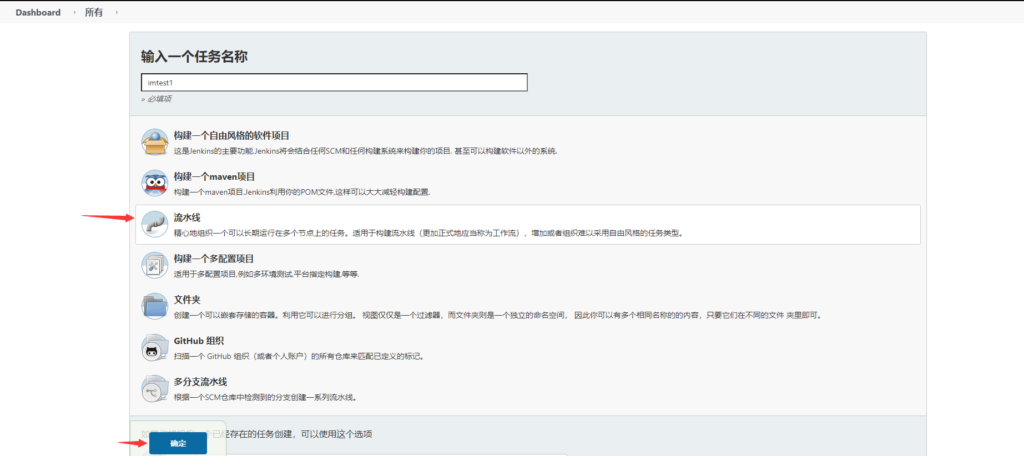 Dashboard › 所有 ›
输入一个任务名称
imtest1
» 必填项
构建一个自由风格的软件项目
这是Jenkins的主要功能.Jenkins将会结合任何SCM和任何构建系统来构建你的项目, 甚至可以构建软件以外的系统.
构建一个maven项目
构建一个maven项目.Jenkins利用你的POM文件,这样可以大大减轻构建配置.
流水线
精心地组织一个可以长期运行在多个节点上的任务。适用于构建流水线（更加正式地应当称为工作流），增加或者组织难以采用自由风格的任务类型。
构建一个多配置项目
适用于多配置项目,例如多环境测试,平台指定构建,等等.
文件夹
创建一个可以嵌套存储的容器。利用它可以进行分组。 视图仅仅是一个过滤器，而文件夹则是一个独立的命名空间， 因此你可以有多个相同名称的的内容，只要它们在不同的文件 夹里即可。
GitHub 组织
扫描一个 GitHub 组织（或者个人账户）的所有仓库来匹配已定义的标记。
多分支流水线
根据一个SCM仓库中检测到的分支创建一系列流水线。
已经存在的任务创建，可以使用这个选项
确定